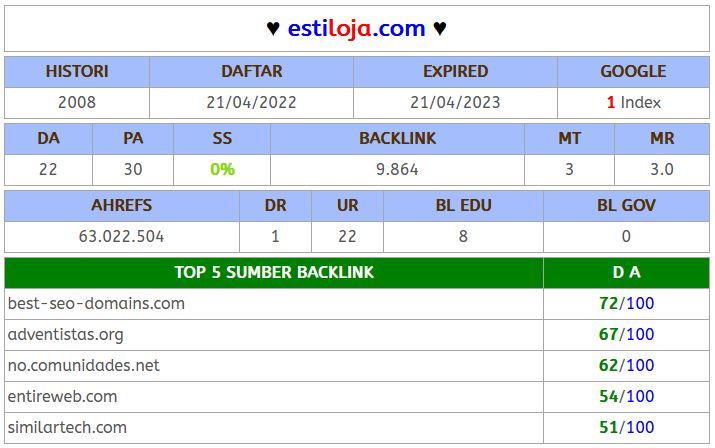 ♥ estiloja.com ♥
HISTORI DAFTAR EXPIRED GOOGLE
2008 21/04/2022 21/04/2023 1 Index
DA PA SS BACKLINK MT MR
22 30 0% 9.864 3 3.0
AHREFS DR UR BL EDU BL GOV
63.022.504 1 22 8 0
TOP 5 SUMBER BACKLINK D A
best-seo-domains.com 72/100
adventistas.org 67/100
no.comunidades.net 62/100
entireweb.com 54/100
similartech.com 51/100